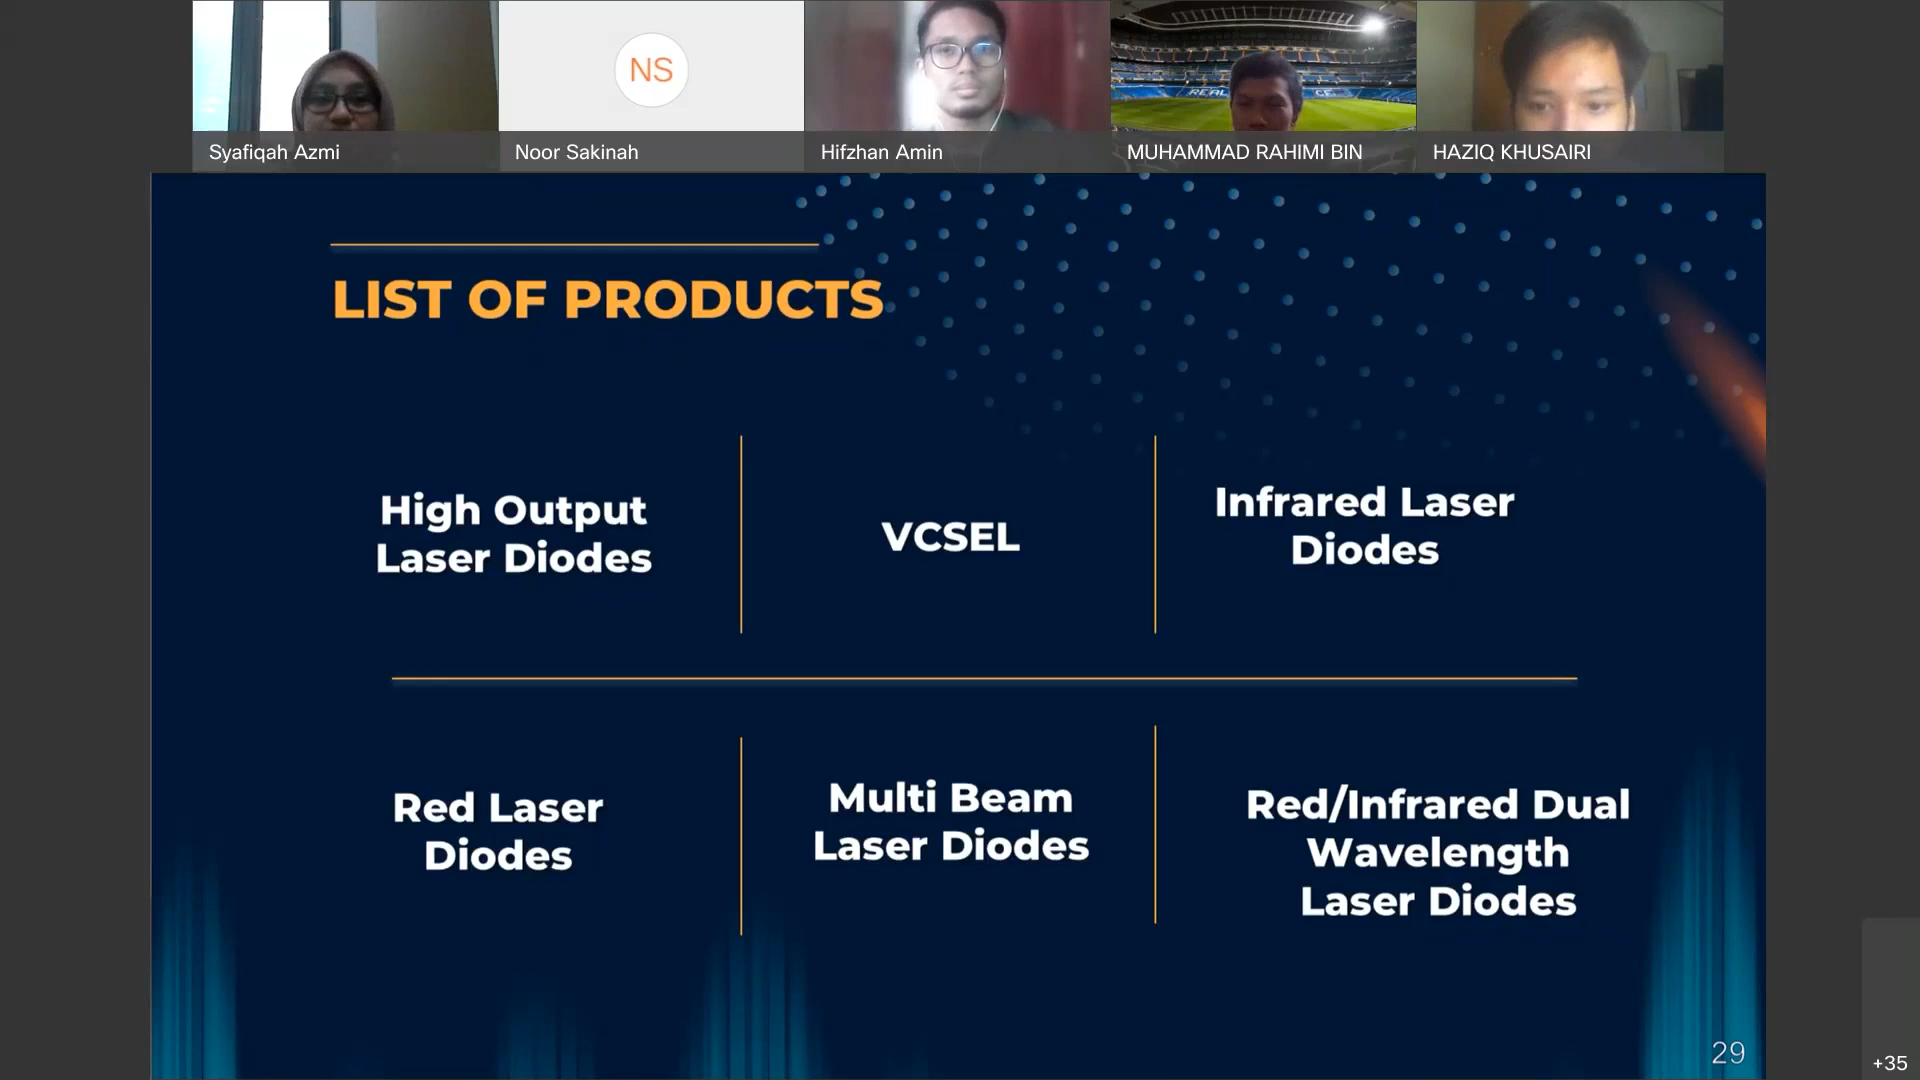 NS
Syafiqah Azmi
Noor Sakinah
Hifzhan Amin
MUHAMMAD RAHIMI BIN
HAZIQ KHUSAIRI
LIST OF PRODUCTS
High Output
Laser Diodes
VCSEL
Infrared Laser
Diodes
Red Laser
Diodes
Multi Beam
Laser Diodes
Red/Infrared Dual
Wavelength
Laser Diodes
29
+35